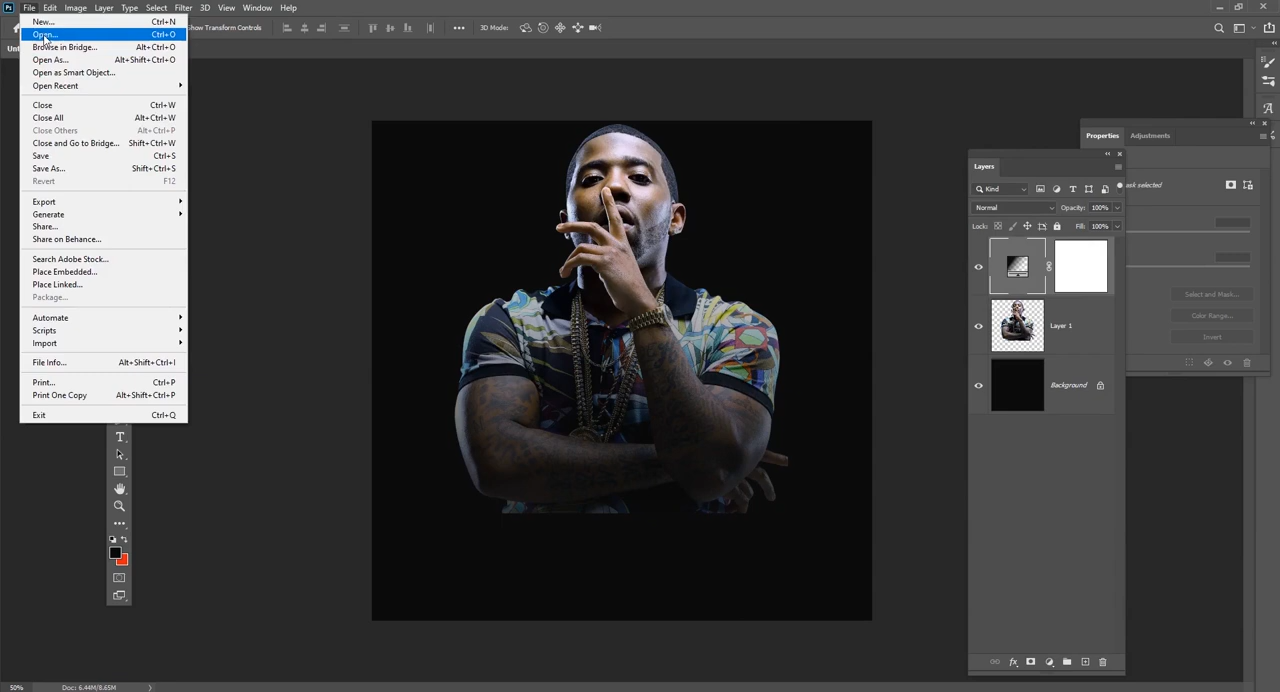 Ps File Edit Image Layer Type Select Filter 3D View Window Help
New... Ctrl+N
Open... Ctrl+O
Browse in Bridge... Alt+Ctrl+O
Open As... Alt+Shift+Ctrl+O
Open as Smart Object...
Open Recent
Close Ctrl+W
Close All Alt+Ctrl+W
Close Others Alt+Ctrl+P
Close and Go to Bridge... Shift+Ctrl+W
Save Ctrl+S
Save As... Shift+Ctrl+S
Revert F12
Export
Generate
Share...
Share on Behance...
Search Adobe Stock...
Place Embedded...
Place Linked...
Package...
Automate
Scripts
Import
File Info... Alt+Shift+Ctrl+I
Print... Ctrl+P
Print One Copy Alt+Shift+Ctrl+P
Exit Ctrl+Q
Show Transform Controls
3D Mode:
Properties Adjustments
ask selected
Select and Mask...
Color Range...
Invert
Layers
Kind
Normal Opacity: 100%
Lock: Fill: 100%
Layer 1
Background
50% Doc: 6.44M/8.65M